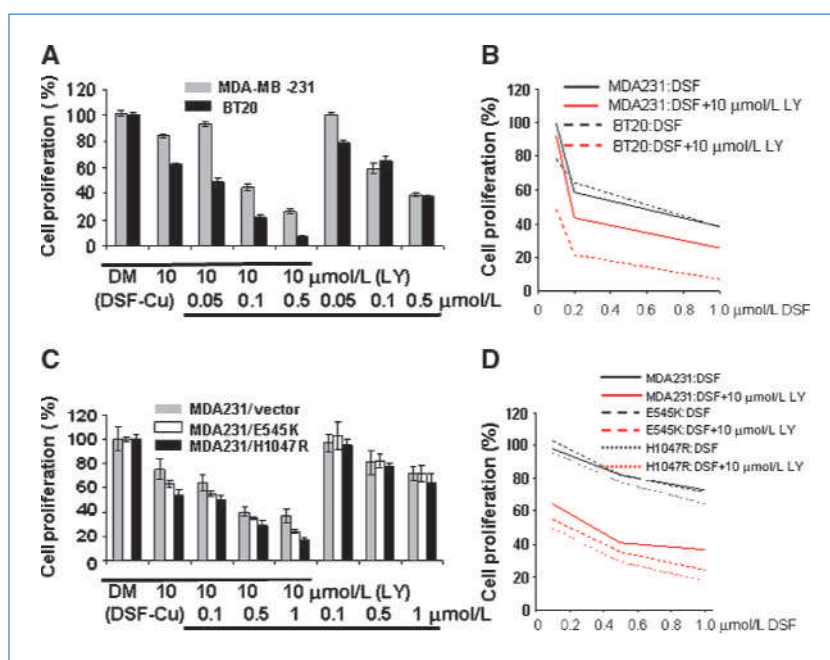 A
Cell proliferation (%)
120
100
80
60
40
20
0
MDA-MB -231
BT20
DM 10 10 10 10 μmol/L (LY)
(DSF-Cu) 0.05 0.1 0.5 0.05 0.1 0.5 μmol/L
B
Cell proliferation (%)
120
100
80
60
40
20
0
MDA231:DSF
MDA231:DSF+10 μmol/L LY
BT20:DSF
BT20:DSF+10 μmol/L LY
0 0.2 0.4 0.6 0.8 1.0 μmol/L DSF
C
Cell proliferation (%)
120
100
80
60
40
20
MDA231/vector
MDA231/E545K
MDA231/H1047R
DM 10 10 10 10 μmol/L (LY)
(DSF-Cu) 0.1 0.5 1 0.1 0.5 1 μmol/L
D
Cell proliferation (%)
120
100
80
60
40
20
0
MDA231:DSF
MDA231:DSF+10 μmol/L LY
E545K:DSF
E545K:DSF+10 μmol/L LY
H1047R:DSF
H1047R:DSF+10 μmol/L LY
0 0.2 0.4 0.6 0.8 1.0 μmol/L DSF